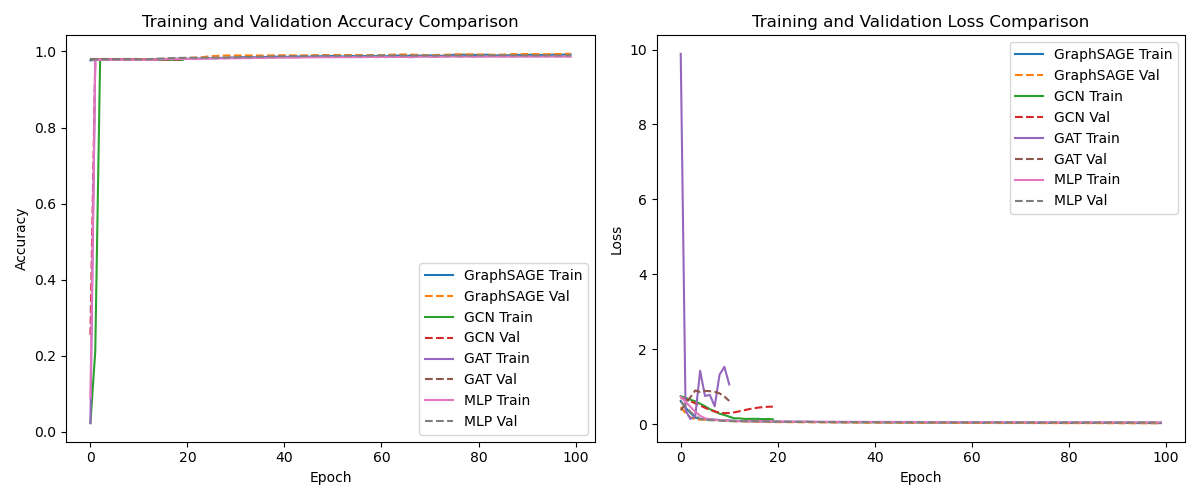 Training and Validation Accuracy Comparison
1.0
0.8
0.6
0.4
0.2
0.0
Accuracy
0
20
40
60
80
100
Epoch
GraphSAGE Train
GraphSAGE Val
GCN Train
GCN Val
GAT Train
GAT Val
MLP Train
MLP Val
Training and Validation Loss Comparison
10
8
6
4
2
0
Loss
0
20
40
60
80
100
Epoch
GraphSAGE Train
GraphSAGE Val
GCN Train
GCN Val
GAT Train
GAT Val
MLP Train
MLP Val